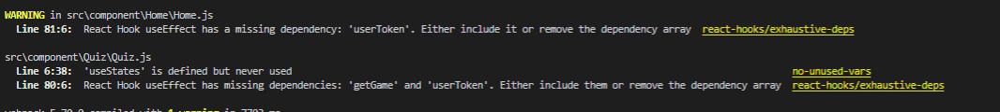 WARNING in src\component\Home\Home.js
Line 81:6: React Hook useEffect has a missing dependency: 'userToken'. Either include it or remove the dependency array react-hooks/exhaustive-deps
src\component\Quiz\Quiz.js
Line 6:38: 'useStates' is defined but never used no-unused-vars
Line 80:6: React Hook useEffect has missing dependencies: 'getGame' and 'userToken'. Either include them or remove the dependency array react-hooks/exhaustive-deps